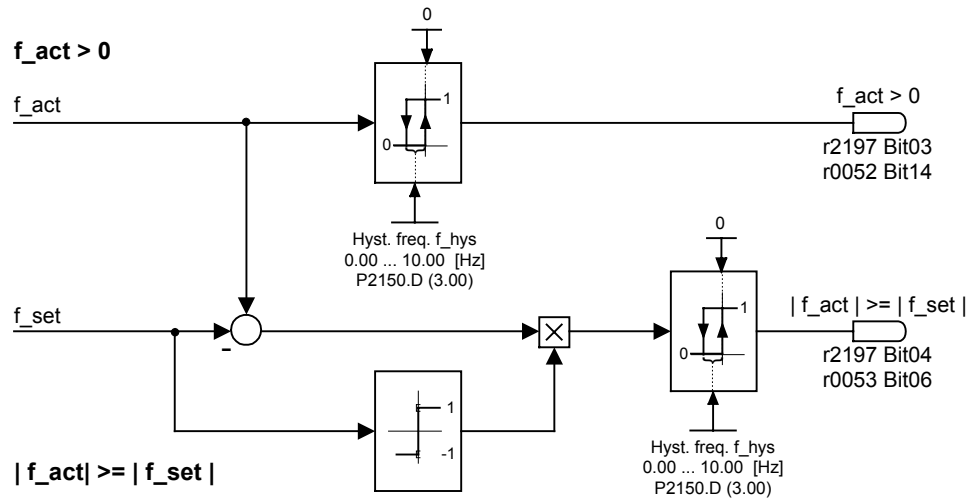 0
f_act > 0
f_act
1
0
f_act > 0
r2197 Bit03
r0052 Bit14
Hyst. freq. f_hys
0.00 ... 10.00 [Hz]
P2150.D (3.00)
0
f_set
-
×
1
0
| f_act | >= | f_set |
r2197 Bit04
r0053 Bit06
1
-1
Hyst. freq. f_hys
0.00 ... 10.00 [Hz]
P2150.D (3.00)
| f_act| >= | f_set |